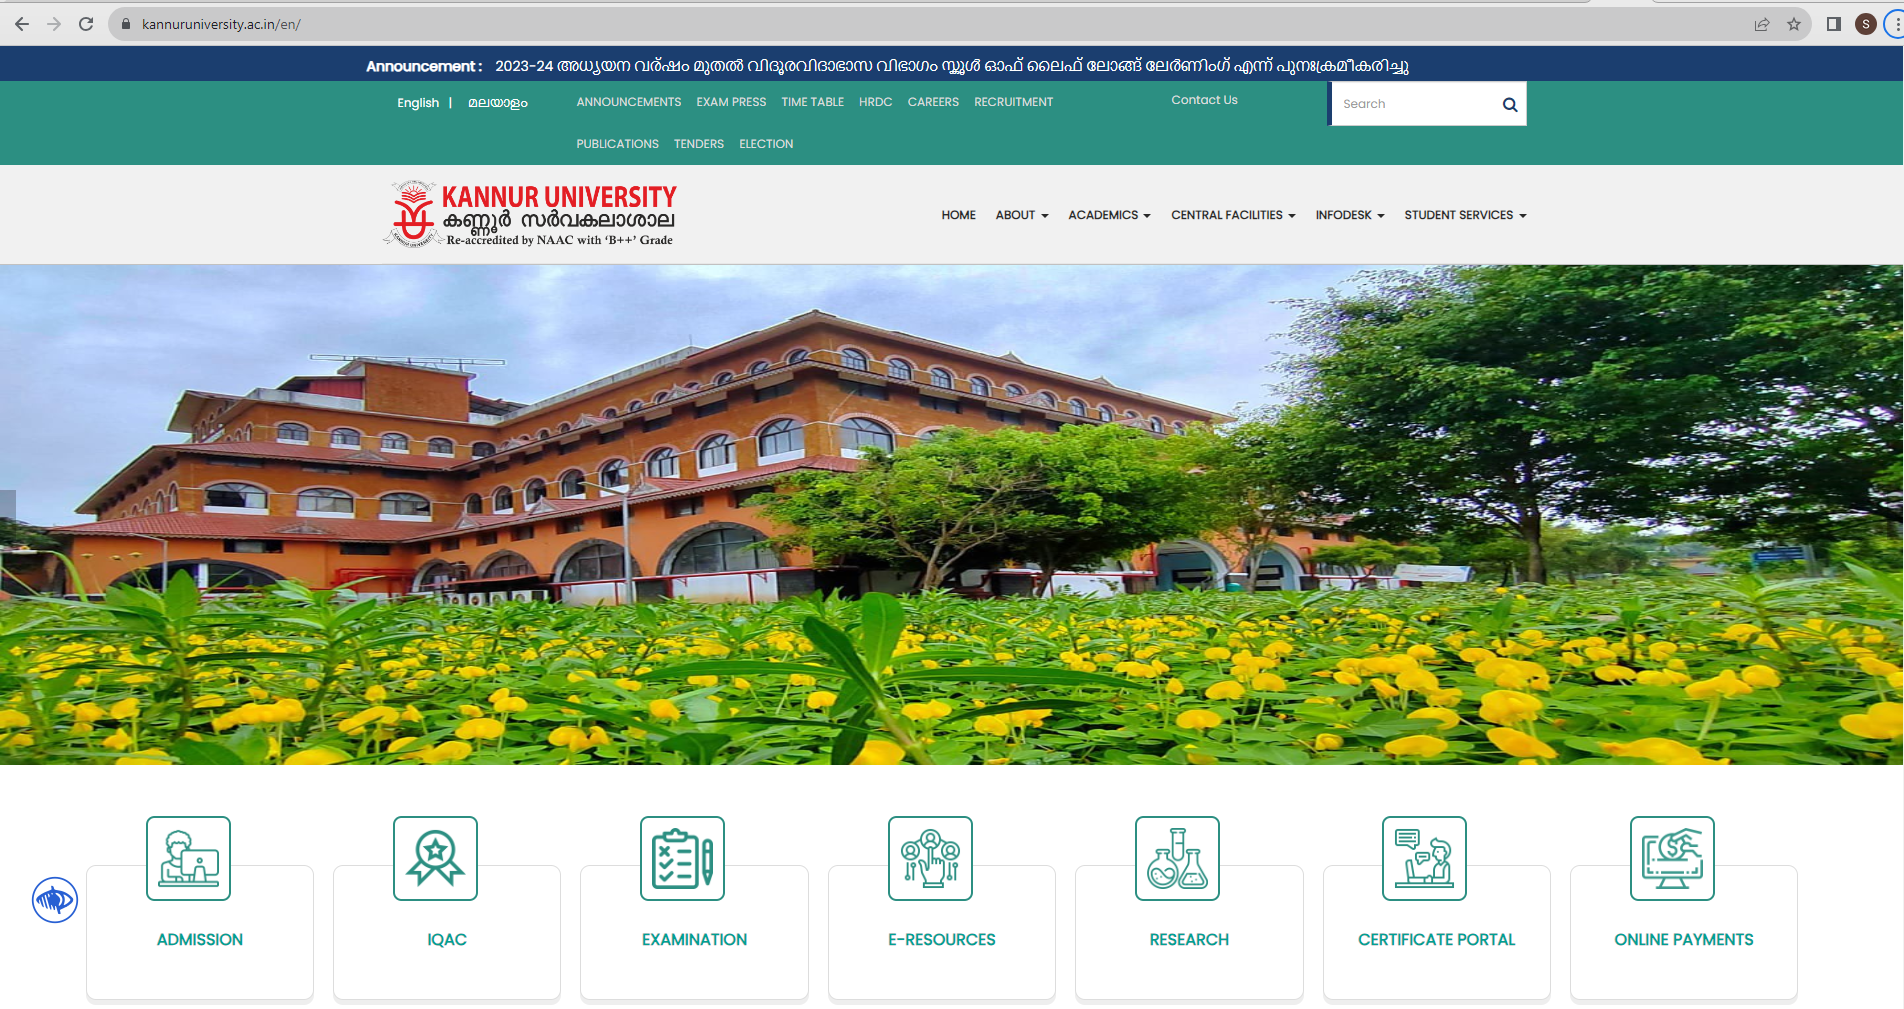 kannuruniversity.ac.in/en/
S
Announcement : 2023-24 അധ്യയന വർഷം മുതൽ വിദൂരവിദാഭാസ വിഭാഗം സ്കൂൾ ഓഫ് ലൈഫ് ലോങ്ങ് ലേർണിംഗ് എന്ന് പുനഃക്രമീകരിച്ചു
English | മലയാളം ANNOUNCEMENTS EXAM PRESS TIME TABLE HRDC CAREERS RECRUITMENT Contact Us Search
PUBLICATIONS TENDERS ELECTION
KANNUR UNIVERSITY
കണ്ണൂർ സർവകലാശാല
Re-accredited by NAAC with ‘B++’ Grade
HOME ABOUT ACADEMICS CENTRAL FACILITIES INFODESK STUDENT SERVICES
ADMISSION IQAC EXAMINATION E-RESOURCES RESEARCH CERTIFICATE PORTAL ONLINE PAYMENTS